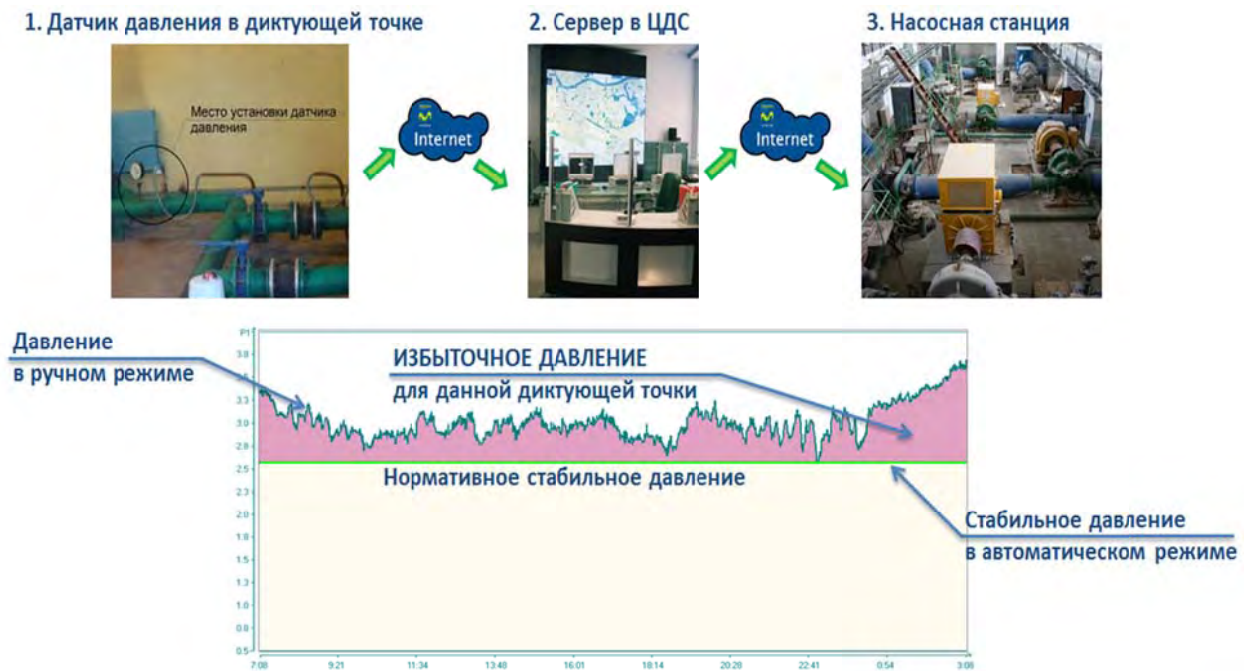 1. Датчик давления в диктующей точке
2. Сервер в ЦДС
3. Насосная станция
Место установки датчика
давления
Internet
Internet
Давление
в ручном режиме
ИЗБЫТОЧНОЕ ДАВЛЕНИЕ
для данной диктующей точки
Нормативное стабильное давление
Стабильное давление
в автоматическом режиме
P1
3.8
3.3
3.0
2.8
2.5
2.3
2.0
1.8
1.5
1.3
1.0
0.8
0.5
7:08 9:21 11:34 13:48 16:01 18:14 20:28 22:41 0:54 3:08